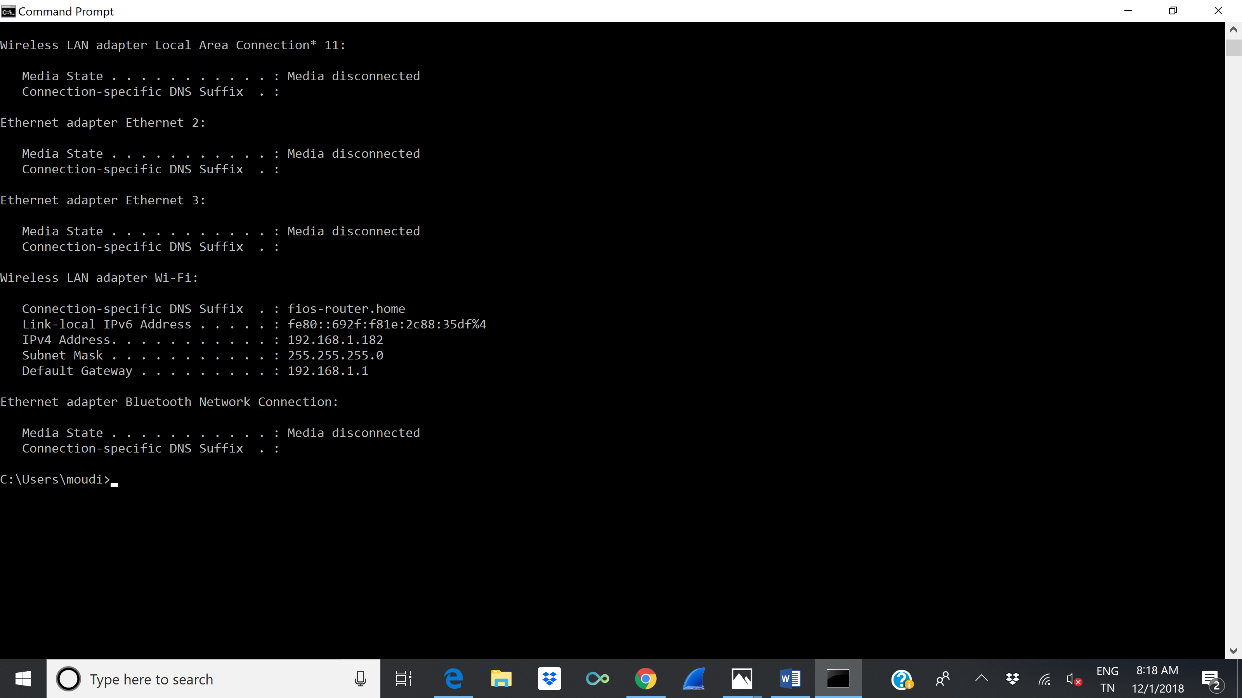 Command Prompt
Wireless LAN adapter Local Area Connection* 11:
   Media State . . . . . . . . . . . : Media disconnected
   Connection-specific DNS Suffix  . :
Ethernet adapter Ethernet 2:
   Media State . . . . . . . . . . . : Media disconnected
   Connection-specific DNS Suffix  . :
Ethernet adapter Ethernet 3:
   Media State . . . . . . . . . . . : Media disconnected
   Connection-specific DNS Suffix  . :
Wireless LAN adapter Wi-Fi:
   Connection-specific DNS Suffix  . : fios-router.home
   Link-local IPv6 Address . . . . . : fe80::692f:f81e:2c88:35df%4
   IPv4 Address. . . . . . . . . . . : 192.168.1.182
   Subnet Mask . . . . . . . . . . . : 255.255.255.0
   Default Gateway . . . . . . . . . : 192.168.1.1
Ethernet adapter Bluetooth Network Connection:
   Media State . . . . . . . . . . . : Media disconnected
   Connection-specific DNS Suffix  . :
C:\Users\moudi>
Type here to search
ENG 8:18 AM
TN 12/1/2018 2